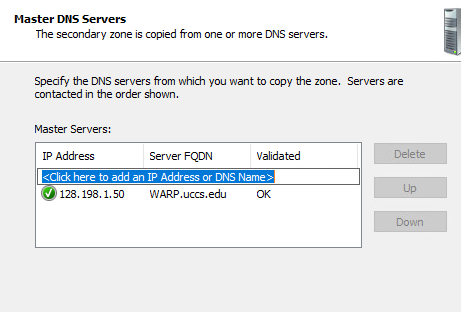 Master DNS Servers
The secondary zone is copied from one or more DNS servers.
Specify the DNS servers from which you want to copy the zone.  Servers are
contacted in the order shown.
Master Servers:
IP Address Server FQDN Validated
<Click here to add an IP Address or DNS Name>
128.198.1.50 WARP.uccs.edu OK
Delete
Up
Down